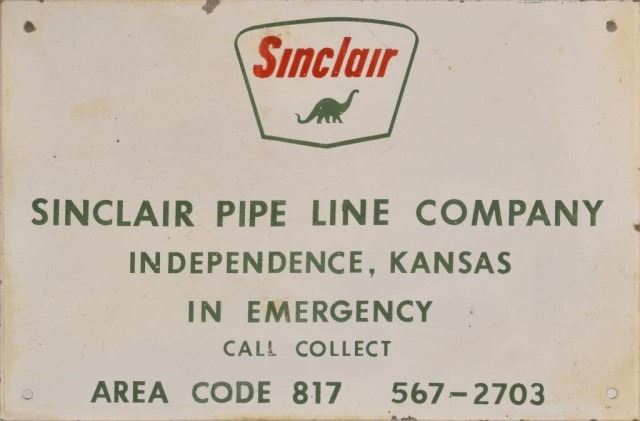 Sinclair
SINCLAIR PIPE LINE COMPANY
INDEPENDENCE, KANSAS
IN EMERGENCY
CALL COLLECT
AREA CODE 817 567-2703